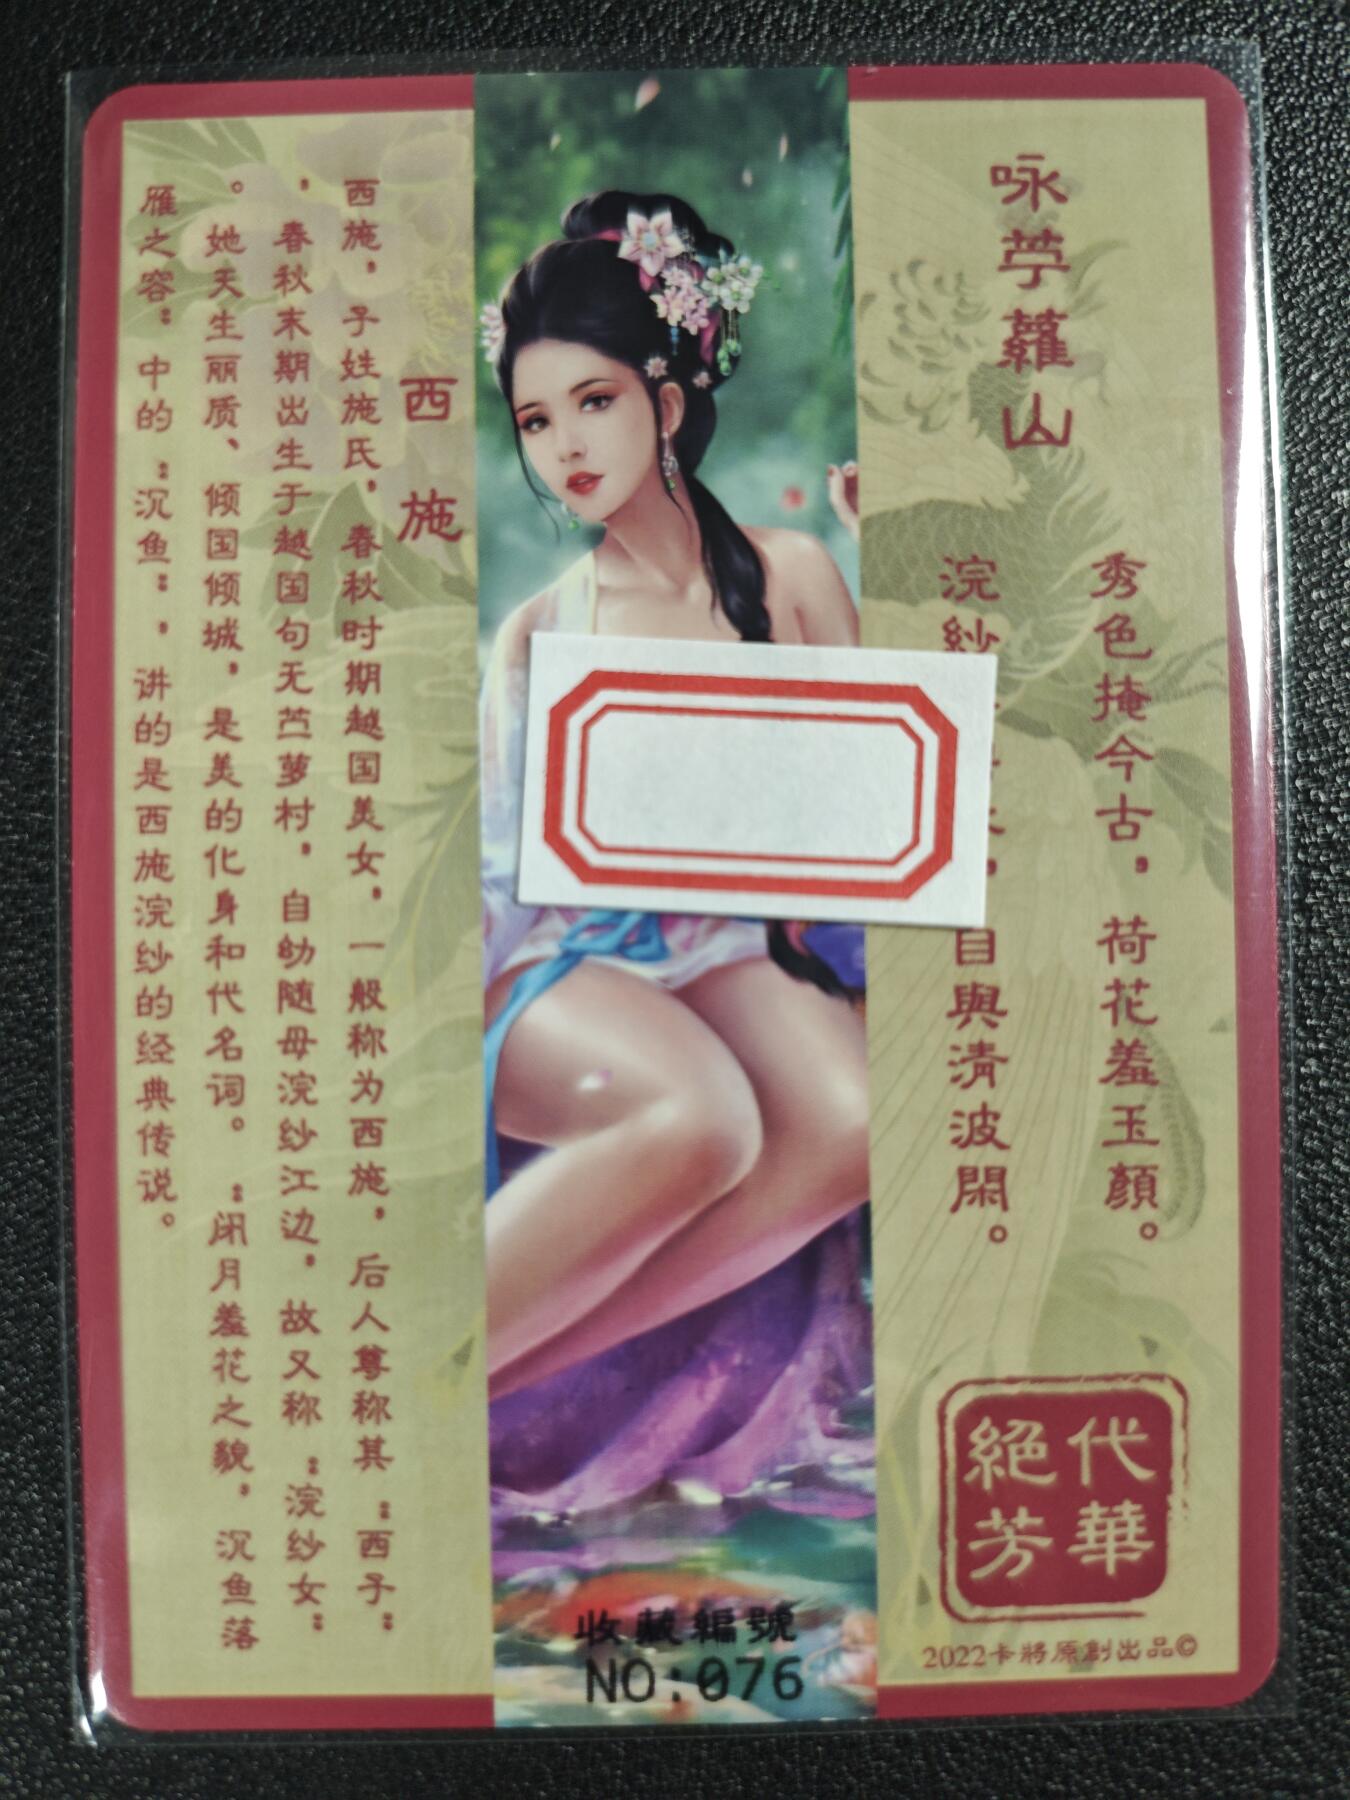 咏苧蘿山
秀色掩今古，荷花羞玉顏。
浣紗，自與清波閑。
代華
絕芳
2022卡將原創出品©
收藏編號
NO:076
西施
西施，子姓施氏，春秋时期越国美女，一般称为西施，后人尊称其：西子：
，春秋末期出生于越国句无苎萝村，自幼随母浣纱江边，故又称：浣纱女：
。她天生丽质、倾国倾城，是美的化身和代名词。：闭月羞花之貌，沉鱼落
雁之容：中的：沉鱼：，讲的是西施浣纱的经典传说。